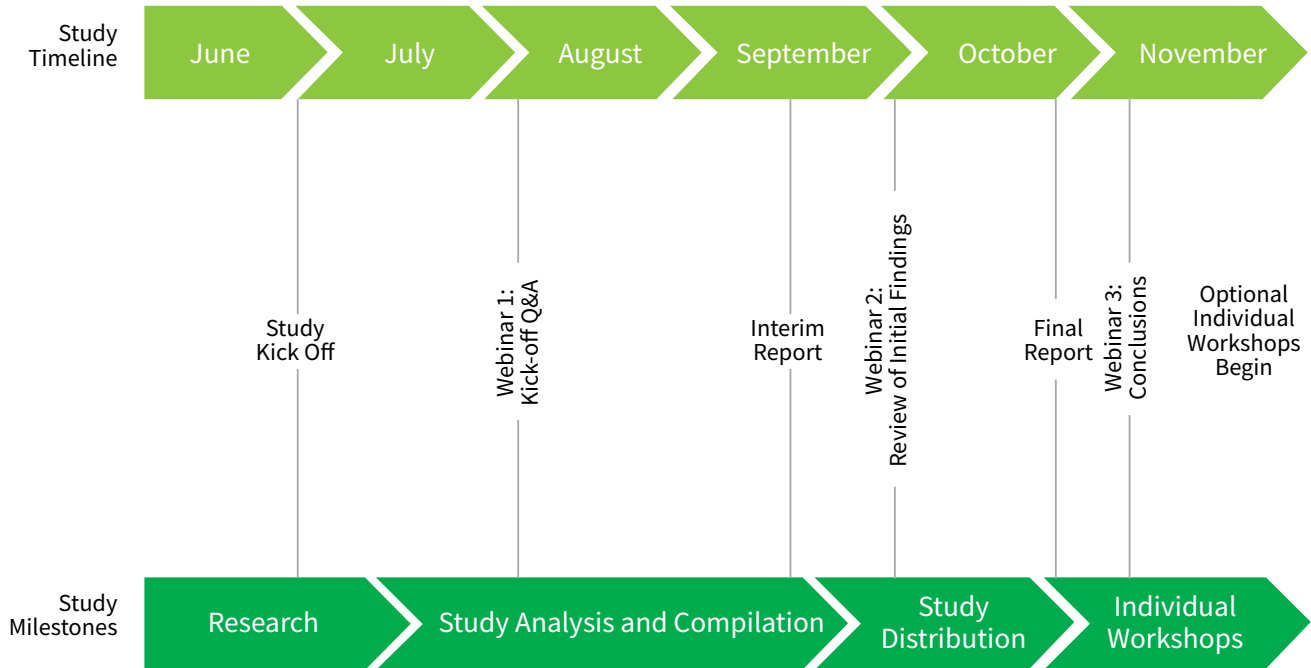 Study
Timeline
June
July
August
September
October
November
Study
Kick Off
Webinar 1:
Kick-off Q&A
Interim
Report
Webinar 2:
Review of Initial Findings
Final
Report
Webinar 3:
Conclusions
Optional
Individual
Workshops
Begin
Study
Milestones
Research
Study Analysis and Compilation
Study
Distribution
Individual
Workshops